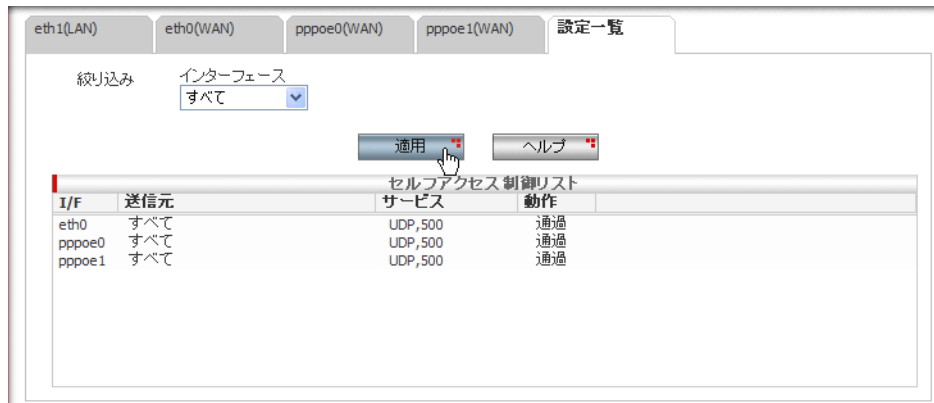 eth1(LAN) eth0(WAN) pppoe0(WAN) pppoe1(WAN) 設定一覧
絞り込み インターフェース
すべて
適用 ヘルプ
セルフアクセス制御リスト
I/F 送信元 サービス 動作
eth0 すべて UDP,500 通過
pppoe0 すべて UDP,500 通過
pppoe1 すべて UDP,500 通過